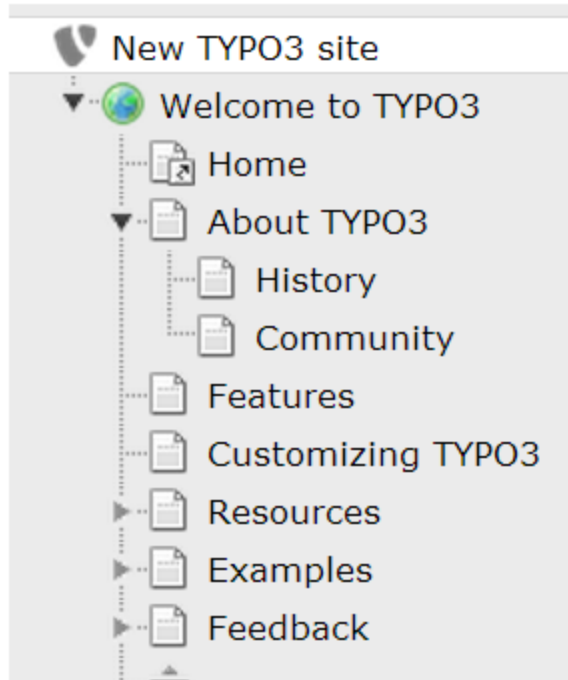 New TYPO3 site
Welcome to TYPO3
Home
About TYPO3
History
Community
Features
Customizing TYPO3
Resources
Examples
Feedback